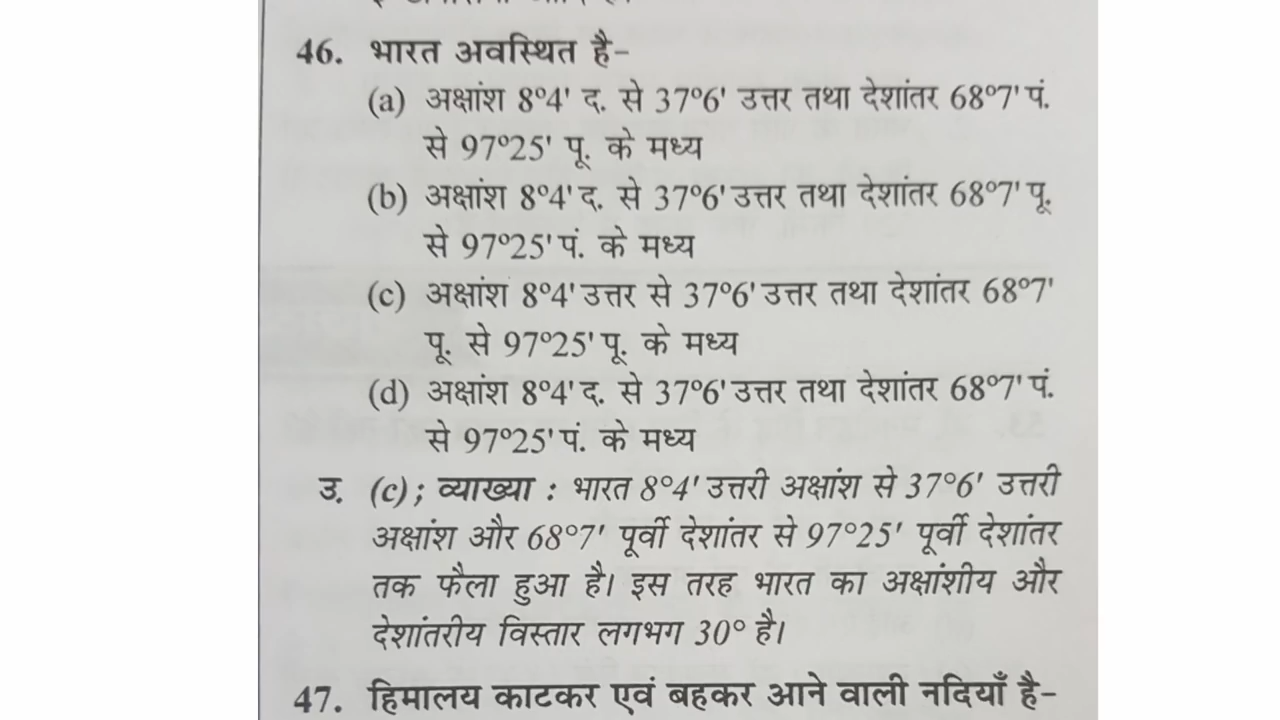 46. भारत अवस्थित है-
(a) अक्षांश 8°4' द. से 37°6' उत्तर तथा देशांतर 68°7' पं.
से 97°25' पू. के मध्य
(b) अक्षांश 8°4' द. से 37°6' उत्तर तथा देशांतर 68°7' पू.
से 97°25' पं. के मध्य
(c) अक्षांश 8°4' उत्तर से 37°6' उत्तर तथा देशांतर 68°7'
पू. से 97°25' पू. के मध्य
(d) अक्षांश 8°4' द. से 37°6' उत्तर तथा देशांतर 68°7' पं.
से 97°25' पं. के मध्य
उ. (c) ; व्याख्या : भारत 8°4' उत्तरी अक्षांश से 37°6' उत्तरी
अक्षांश और 68°7' पूर्वी देशांतर से 97°25' पूर्वी देशांतर
तक फैला हुआ है। इस तरह भारत का अक्षांशीय और
देशांतरीय विस्तार लगभग 30° है।
47. हिमालय काटकर एवं बहकर आने वाली नदियाँ है-